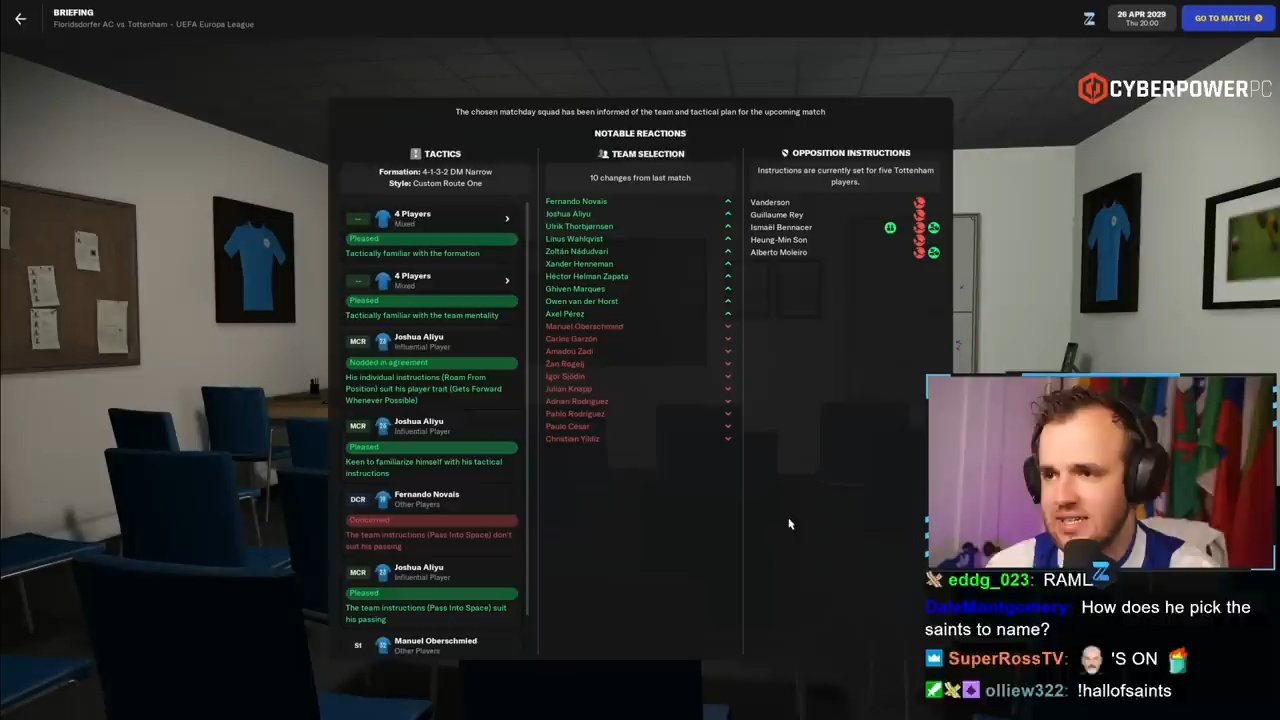 BRIEFING
Floridsdorfer AC vs Tottenham - UEFA Europa League
26 APR 2029
Thu 20:00
GO TO MATCH
CYBERPOWERPC
The chosen matchday squad has been informed of the team and tactical plan for the upcoming match
NOTABLE REACTIONS
TACTICS
Formation: 4-1-3-2 DM Narrow
Style: Custom Route One
4 Players
Mixed
Pleased
Tactically familiar with the formation
4 Players
Mixed
Pleased
Tactically familiar with the team mentality
MCR
Joshua Aliyu
Influential Player
Nodded in agreement
His individual instructions (Roam From
Position) suit his player trait (Gets Forward
Whenever Possible)
MCR
Joshua Aliyu
Influential Player
Pleased
Keen to familiarize himself with his tactical
instructions
DCR
Fernando Novais
Other Players
Concerned
The team instructions (Pass Into Space) don't
suit his passing
MCR
Joshua Aliyu
Influential Player
Pleased
The team instructions (Pass Into Space) suit
his passing
Manuel Oberschmied
Other Players
TEAM SELECTION
10 changes from last match
Fernando Novais
Joshua Aliyu
Ulrik Thorbjørnsen
Linus Wahlqvist
Zoltán Nádudvari
Xander Henneman
Héctor Helman Zapata
Ghiven Marques
Owen van der Horst
Axel Pérez
Manuel Oberschmied
Carlos Garzón
Amadou Zadi
Žan Rogelj
Igor Sjödin
Julian Knapp
Adrian Rodríguez
Pablo Rodríguez
Paulo César
Christian Yildiz
OPPOSITION INSTRUCTIONS
Instructions are currently set for five Tottenham
players.
Vanderson
Guillaume Rey
Ismaël Bennacer
Heung-Min Son
Alberto Moleiro
eddg_023: RAML
DaleMontgomery: How does he pick the
saints to name?
SuperRossTV: 'S ON
olliew322: !hallofsaints